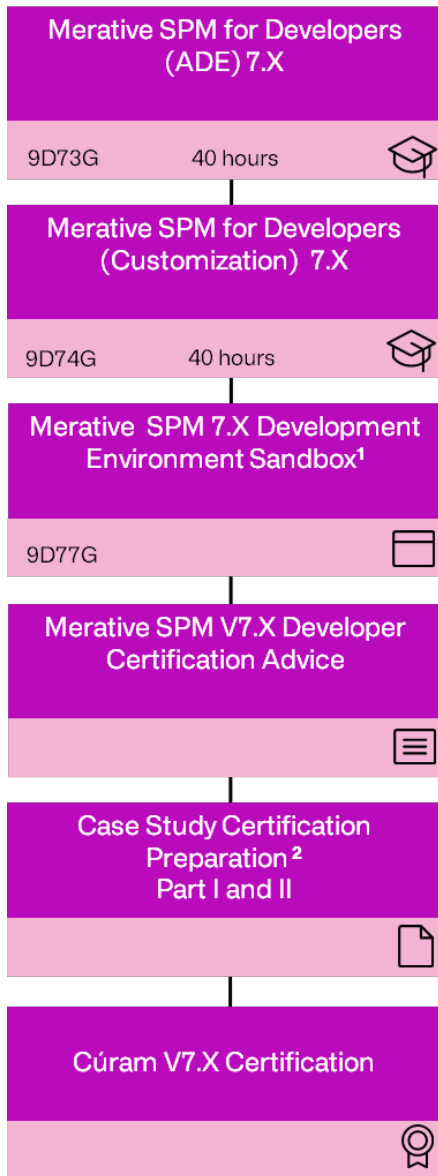 Merative SPM for Developers
(ADE) 7.X
9D73G 40 hours
Merative SPM for Developers
(Customization) 7.X
9D74G 40 hours
Merative SPM 7.X Development
Environment Sandbox¹
9D77G
Merative SPM V7.X Developer
Certification Advice
Case Study Certification
Preparation²
Part I and II
Cúram V7.X Certification